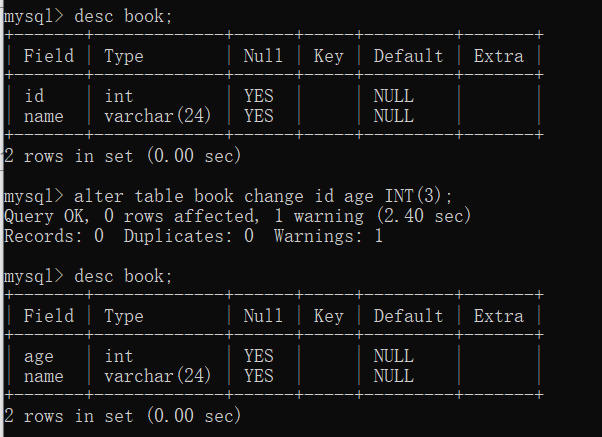 mysql> desc book;
+-------+-------------+------+-----+---------+-------+
| Field | Type        | Null | Key | Default | Extra |
+-------+-------------+------+-----+---------+-------+
| id    | int         | YES  |     | NULL    |       |
| name  | varchar(24) | YES  |     | NULL    |       |
+-------+-------------+------+-----+---------+-------+
2 rows in set (0.00 sec)
mysql> alter table book change id age INT(3);
Query OK, 0 rows affected, 1 warning (2.40 sec)
Records: 0  Duplicates: 0  Warnings: 1
mysql> desc book;
+-------+-------------+------+-----+---------+-------+
| Field | Type        | Null | Key | Default | Extra |
+-------+-------------+------+-----+---------+-------+
| age   | int         | YES  |     | NULL    |       |
| name  | varchar(24) | YES  |     | NULL    |       |
+-------+-------------+------+-----+---------+-------+
2 rows in set (0.00 sec)